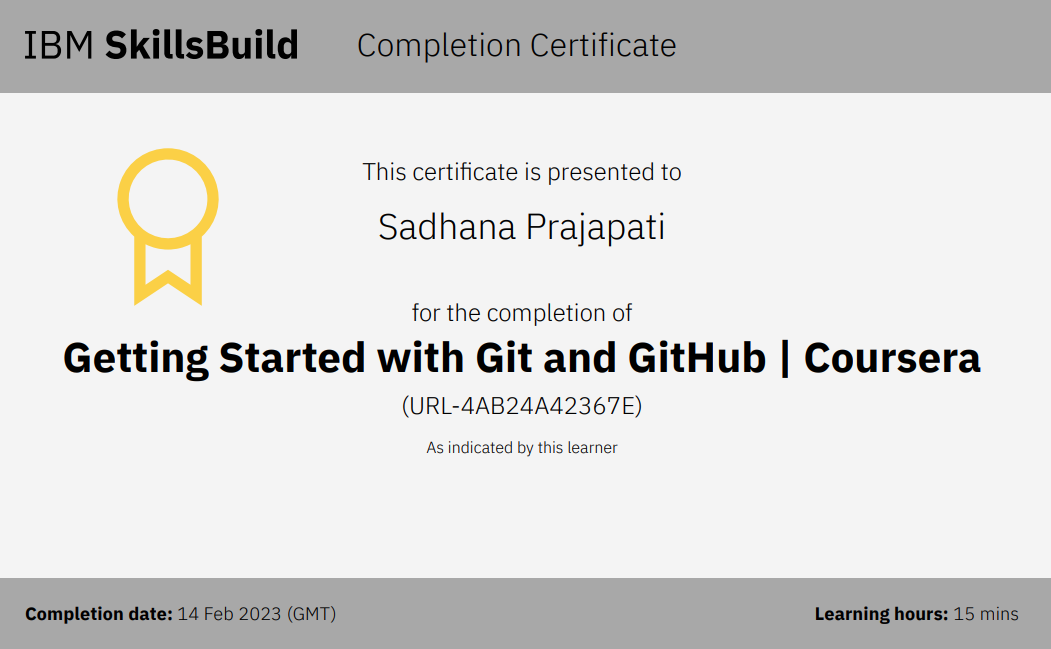 IBM SkillsBuild Completion Certificate
This certificate is presented to
Sadhana Prajapati
for the completion of
Getting Started with Git and GitHub | Coursera
(URL-4AB24A42367E)
As indicated by this learner
Completion date: 14 Feb 2023 (GMT)
Learning hours: 15 mins